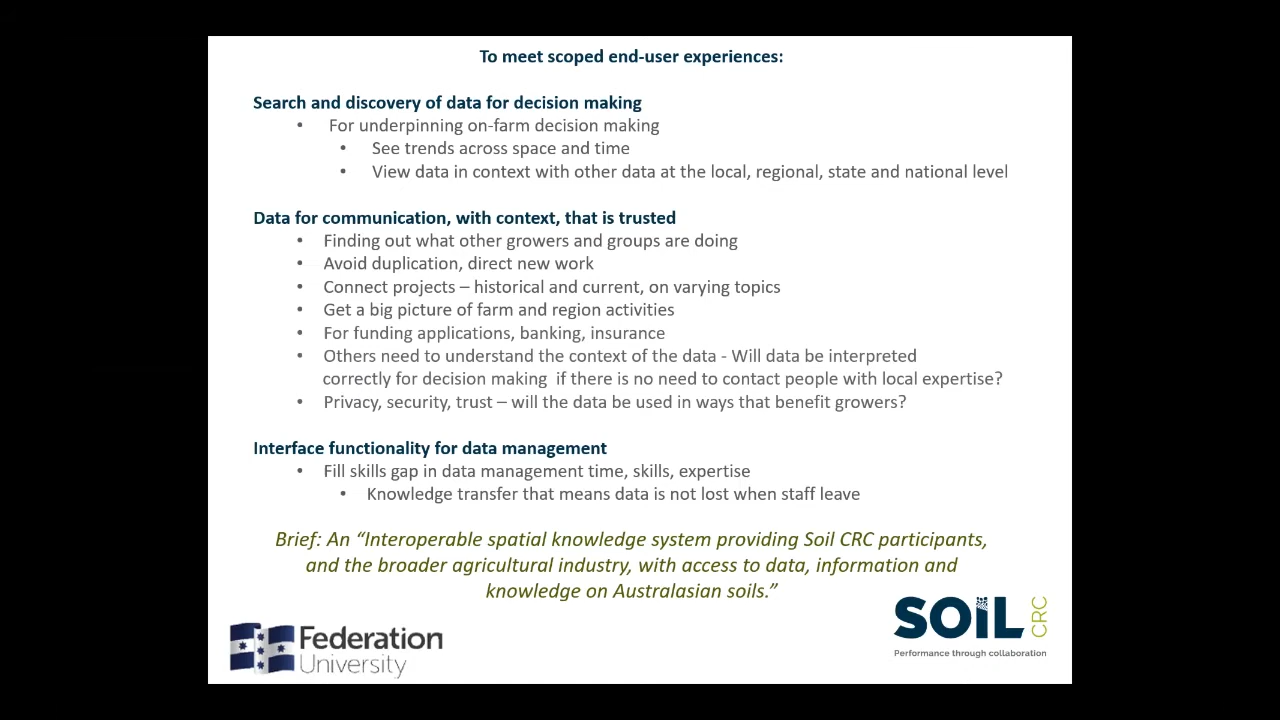 To meet scoped end-user experiences:
Search and discovery of data for decision making
• For underpinning on-farm decision making
• See trends across space and time
• View data in context with other data at the local, regional, state and national level
Data for communication, with context, that is trusted
• Finding out what other growers and groups are doing
• Avoid duplication, direct new work
• Connect projects – historical and current, on varying topics
• Get a big picture of farm and region activities
• For funding applications, banking, insurance
• Others need to understand the context of the data - Will data be interpreted
correctly for decision making if there is no need to contact people with local expertise?
• Privacy, security, trust – will the data be used in ways that benefit growers?
Interface functionality for data management
• Fill skills gap in data management time, skills, expertise
• Knowledge transfer that means data is not lost when staff leave
Brief: An “Interoperable spatial knowledge system providing Soil CRC participants,
and the broader agricultural industry, with access to data, information and
knowledge on Australasian soils.”
Federation
University
SOIL CRC
Performance through collaboration